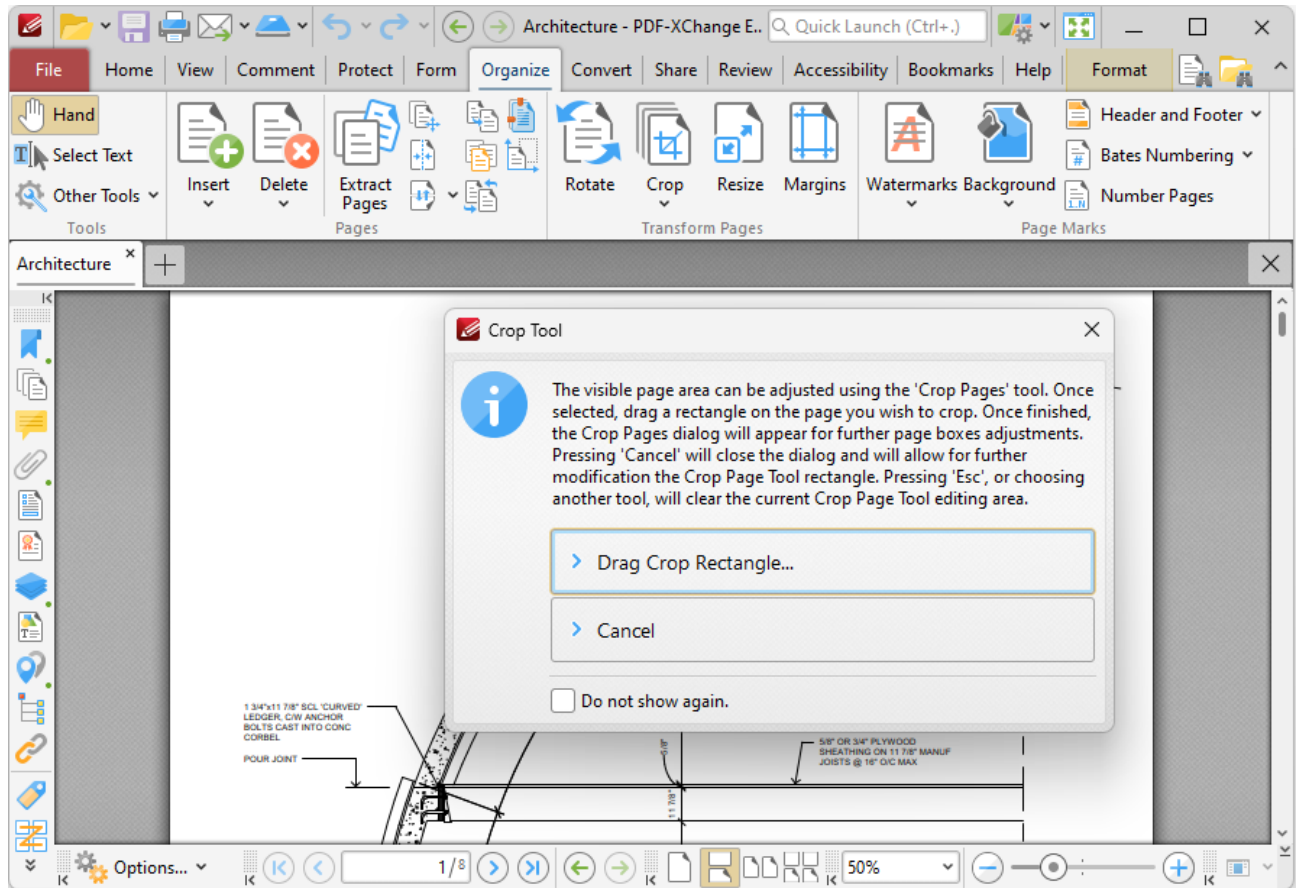 Architecture - PDF-XChange E..
Quick Launch (Ctrl+.)
File Home View Comment Protect Form Organize Convert Share Review Accessibility Bookmarks Help Format
Hand
Select Text
Other Tools
Tools
Insert
Delete
Extract
Pages
Pages
Rotate
Crop
Resize
Margins
Transform Pages
Watermarks
Background
Header and Footer
Bates Numbering
Number Pages
Page Marks
Architecture
Crop Tool
The visible page area can be adjusted using the 'Crop Pages' tool. Once
selected, drag a rectangle on the page you wish to crop. Once finished,
the Crop Pages dialog will appear for further page boxes adjustments.
Pressing 'Cancel' will close the dialog and will allow for further
modification the Crop Page Tool rectangle. Pressing 'Esc', or choosing
another tool, will clear the current Crop Page Tool editing area.
Drag Crop Rectangle...
Cancel
Do not show again.
1 3/4"x11 7/8" SCL 'CURVED'
LEDGER, C/W ANCHOR
BOLTS CAST INTO CONC
CORBEL
POUR JOINT
5/8"
5/8" OR 3/4" PLYWOOD
SHEATHING ON 11 7/8" MANUF
JOISTS @ 16" O/C MAX
11 7/8"
Options...
1/8
50%